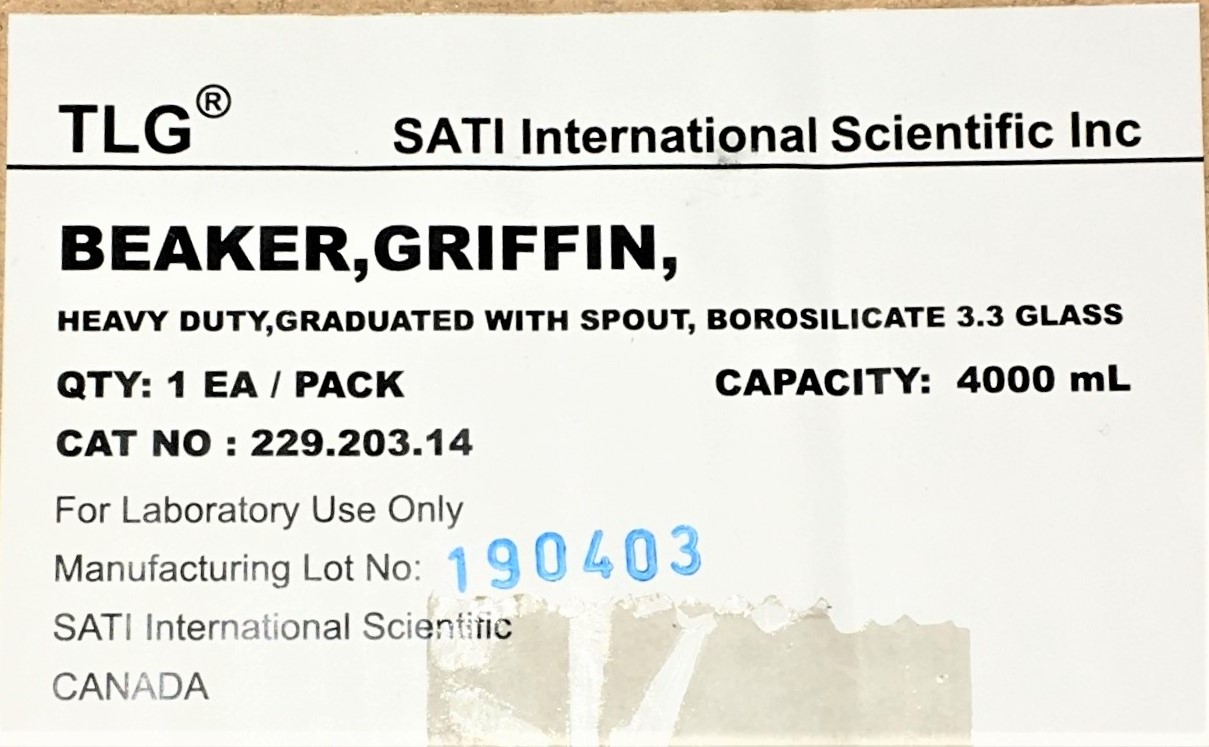 TLG® SATI International Scientific Inc
BEAKER,GRIFFIN,
HEAVY DUTY,GRADUATED WITH SPOUT, BOROSILICATE 3.3 GLASS
QTY: 1 EA / PACK CAPACITY: 4000 mL
CAT NO : 229.203.14
For Laboratory Use Only
Manufacturing Lot No: 190403
SATI International Scientific
CANADA